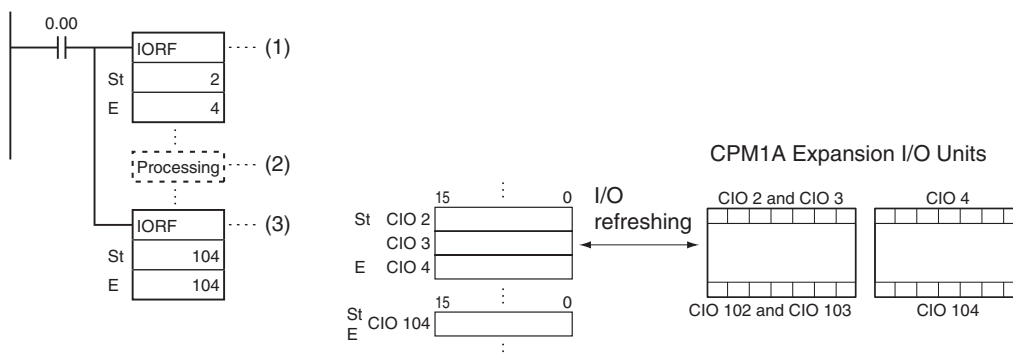 0.00
IORF
(1)
St 2
E 4
Processing
(2)
IORF
(3)
St 104
E 104
15 0
St CIO 2
CIO 3
E CIO 4
15 0
St
E
CIO 104
I/O
refreshing
CPM1A Expansion I/O Units
CIO 2 and CIO 3
CIO 4
CIO 102 and CIO 103
CIO 104